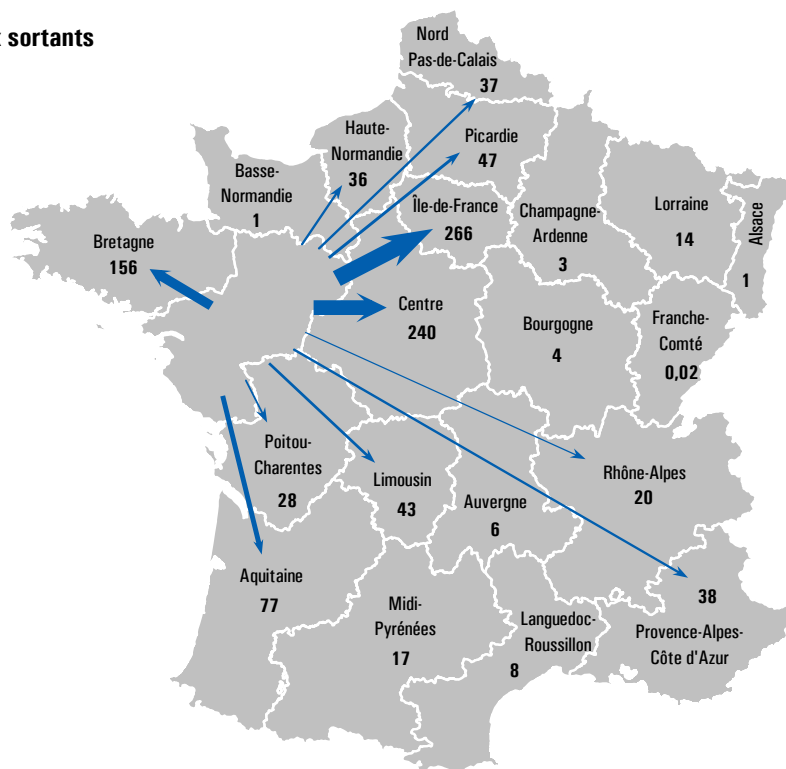 sortants
Nord
Pas-de-Calais
37
Haute-
Normandie
36
Picardie
47
Basse-
Normandie
1
Île-de-France
266
Champagne-
Ardenne
3
Lorraine
14
Alsace
1
Bretagne
156
Centre
240
Bourgogne
4
Franche-
Comté
0,02
Poitou-
Charentes
28
Limousin
43
Auvergne
6
Rhône-Alpes
20
Aquitaine
77
Midi-
Pyrénées
17
Languedoc-
Roussillon
8
38
Provence-Alpes-
Côte d'Azur